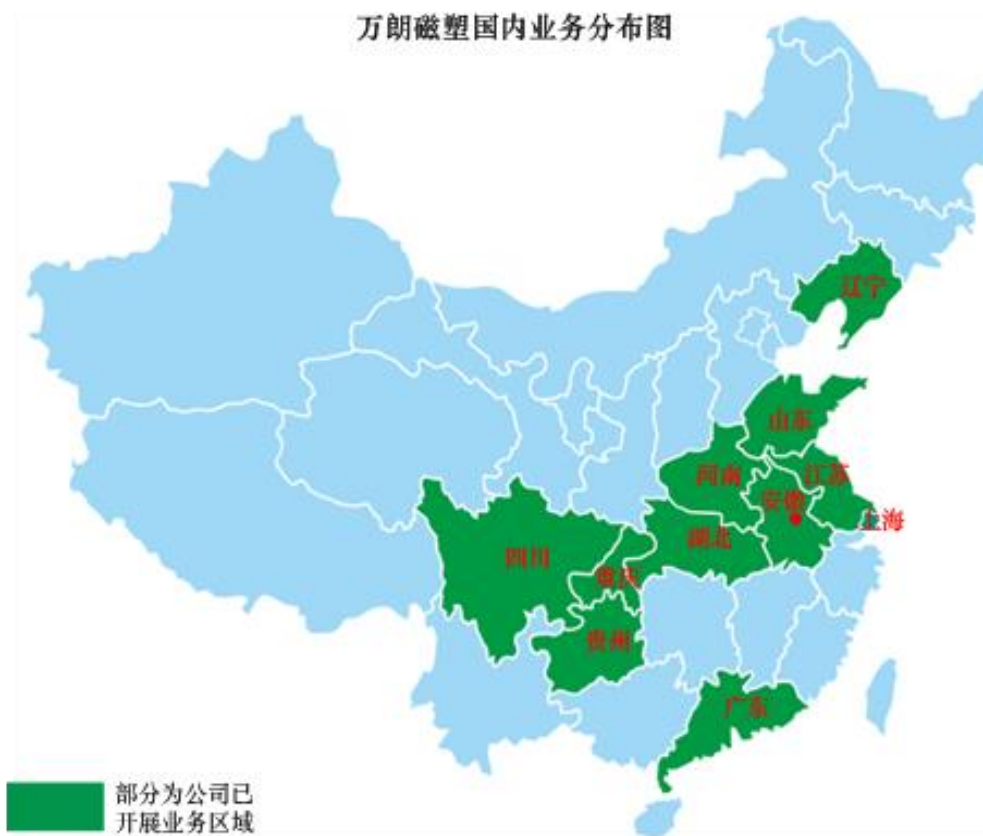 万朗磁塑国内业务分布图
辽宁
山东
河南
江苏
安徽
上海
湖北
四川
重庆
贵州
广东
部分为公司已
开展业务区域